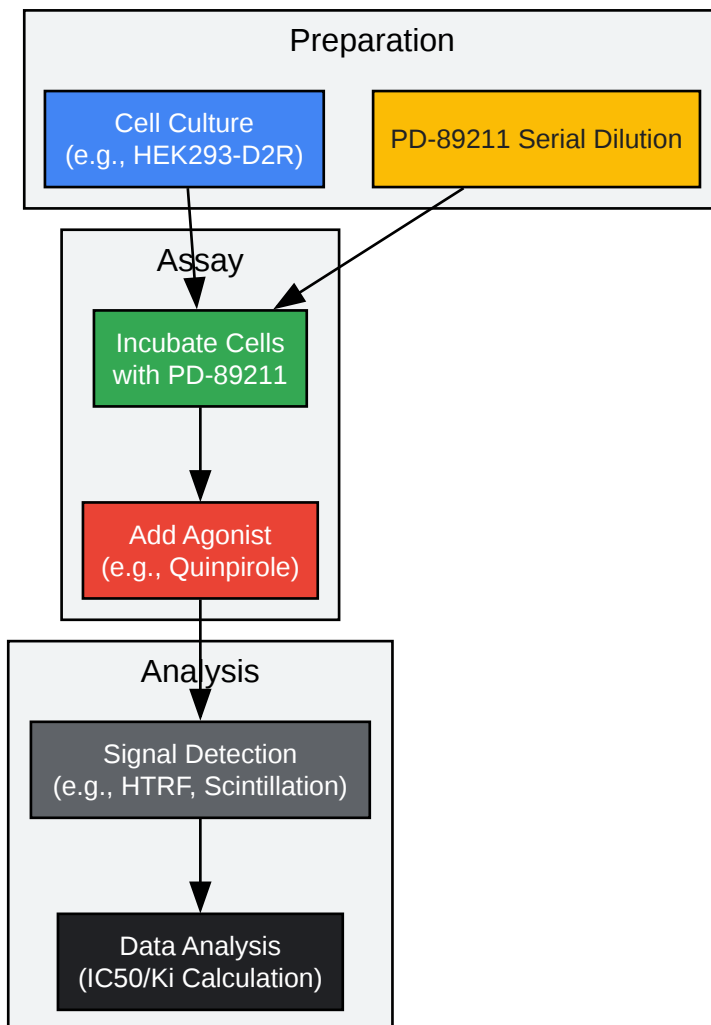 Preparation
Cell Culture
(e.g., HEK293-D2R)
PD-89211 Serial Dilution
Assay
Incubate Cells
with PD-89211
Add Agonist
(e.g., Quinpirole)
Analysis
Signal Detection
(e.g., HTRF, Scintillation)
Data Analysis
(IC50/Ki Calculation)